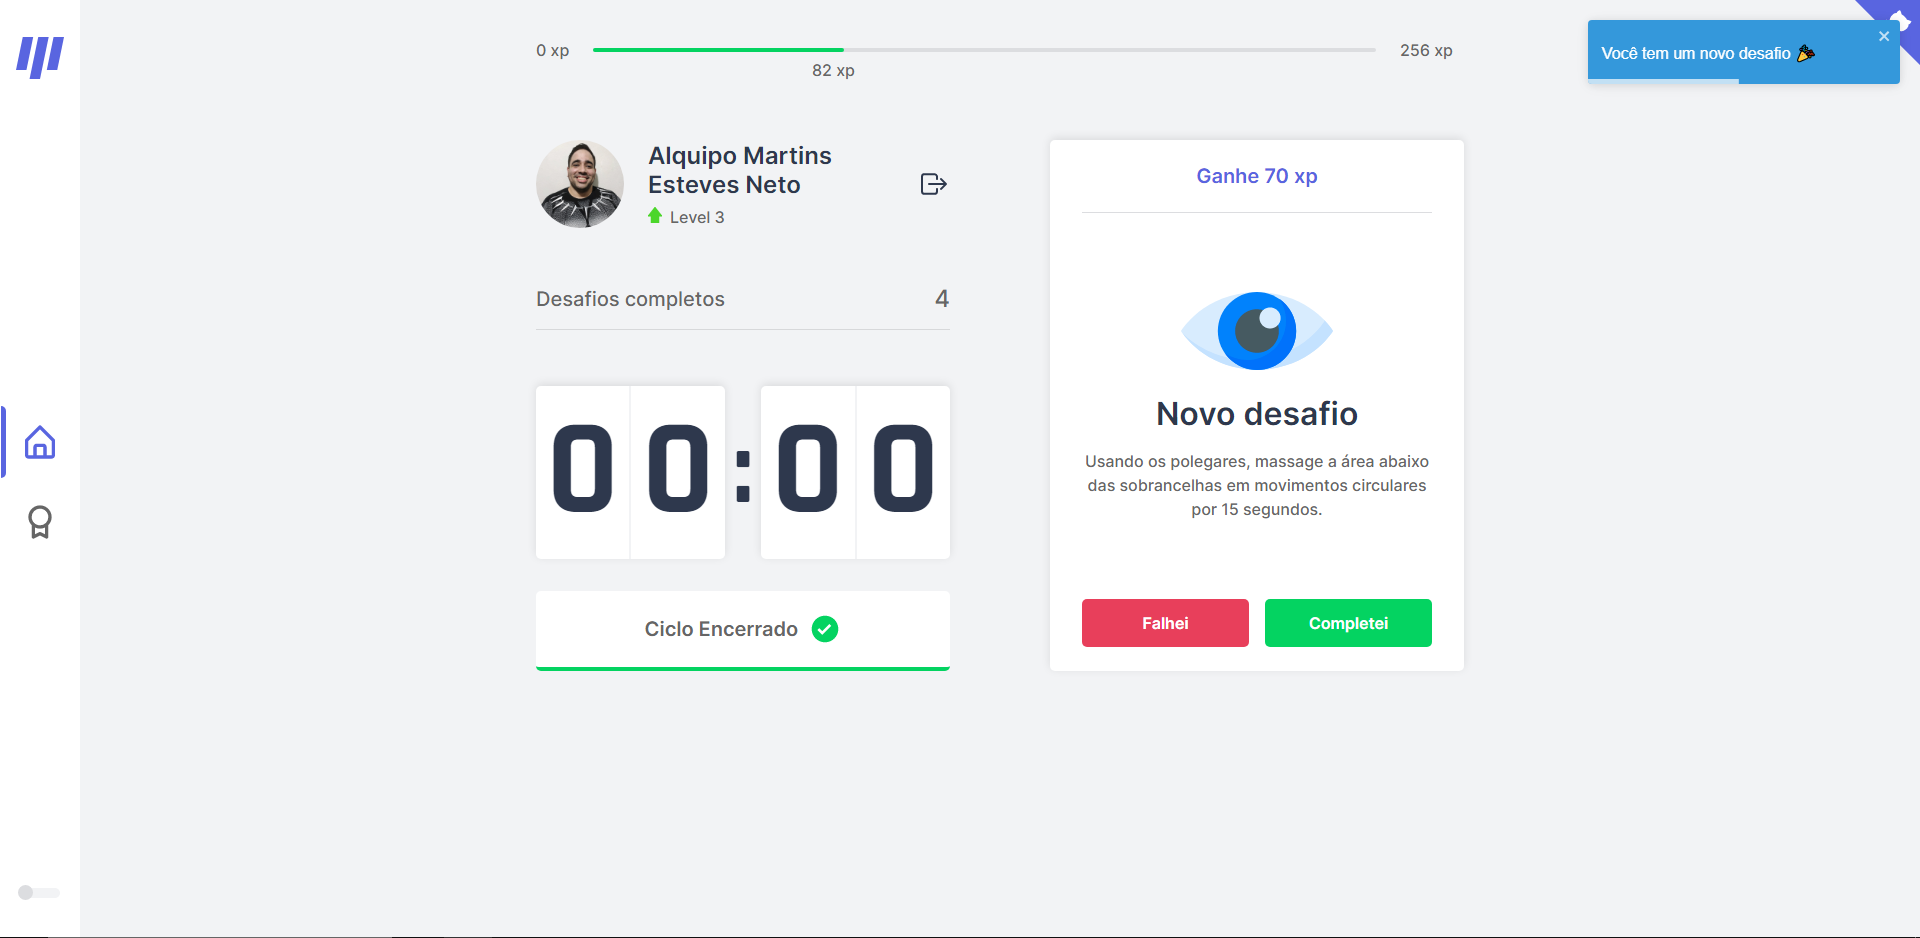 0 xp
82 xp
256 xp
Você tem um novo desafio
×
Alquipo Martins
Esteves Neto
Level 3
Desafios completos
4
00:00
Ciclo Encerrado
Ganhe 70 xp
Novo desafio
Usando os polegares, massage a área abaixo
das sobrancelhas em movimentos circulares
por 15 segundos.
Falhei
Completei